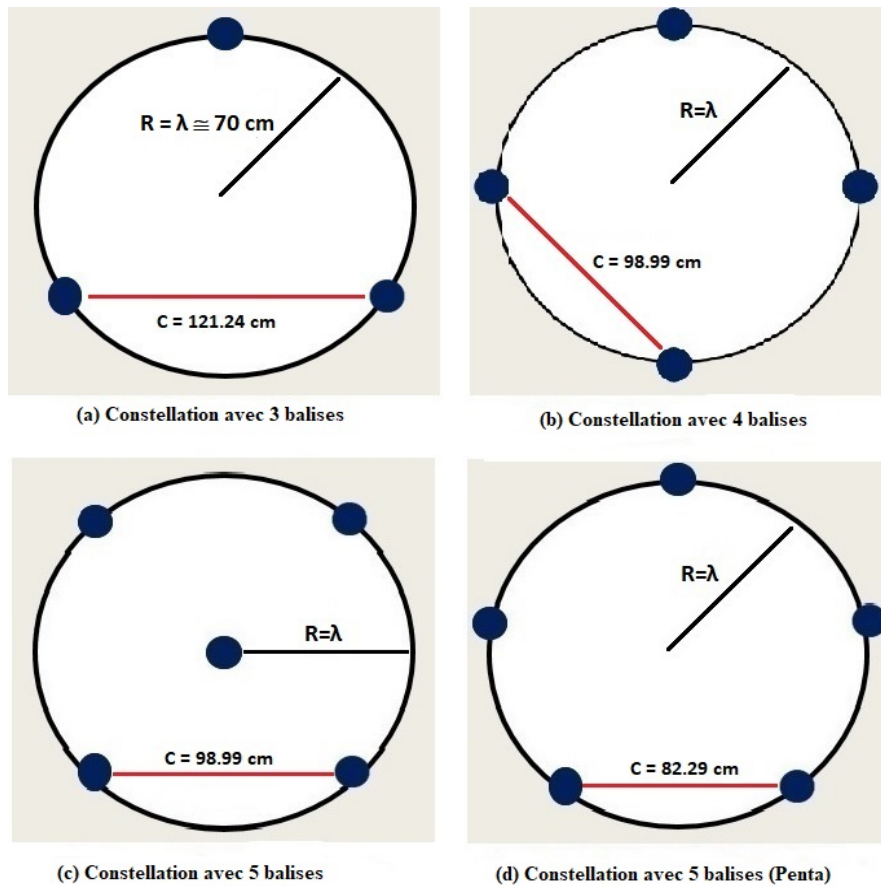 R = λ ≅ 70 cm
C = 121.24 cm
(a) Constellation avec 3 balises
R=λ
C = 98.99 cm
(b) Constellation avec 4 balises
R=λ
C = 98.99 cm
(c) Constellation avec 5 balises
R=λ
C = 82.29 cm
(d) Constellation avec 5 balises (Penta)